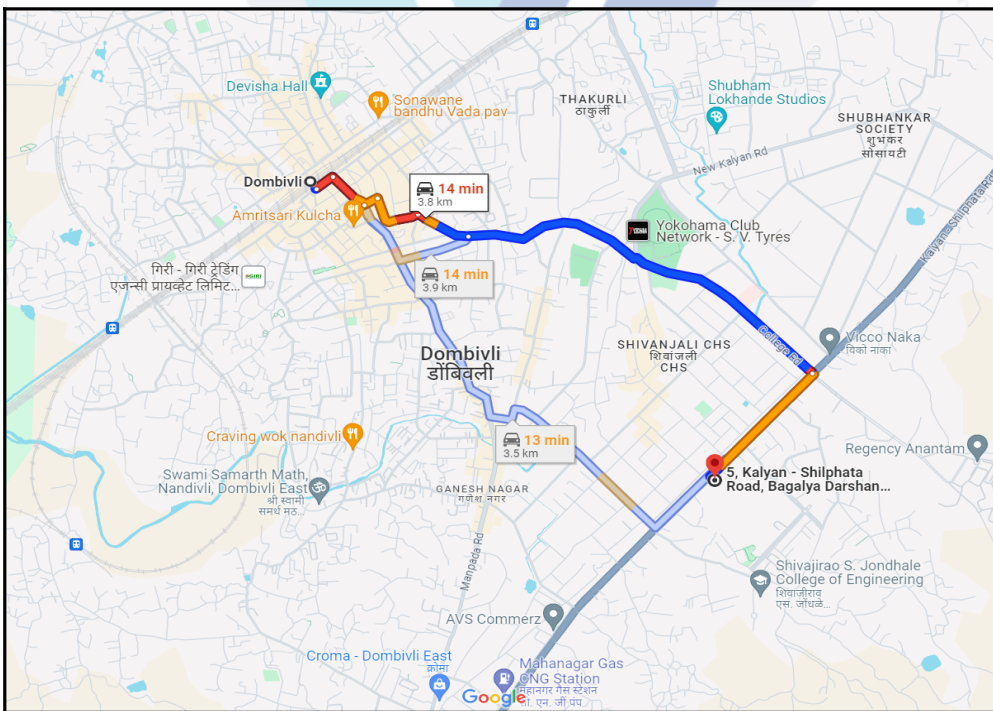 Devisha Hall
Sonawane
bandhu Vada pav
THAKURLI
ठाकुर्ली
Shubham
Lokhande Studios
SHUBHANKAR
SOCIETY
शुभंकर
सोसायटी
New Kalyan Rd
Kalyan - Shilphata Rd
Dombivli
14 min
3.8 km
Amritsari Kulcha
Yokohama Club
Network - S. V. Tyres
गिरी - गिरी ट्रेडिंग
एजन्सी प्रायव्हेट लिमिट...
GIRI
14 min
3.9 km
Dombivli
डोंबिवली
SHIVANJALI CHS
शिवांजली
CHS
College Rd
Vicco Naka
विको नाका
Craving wok nandivli
13 min
3.5 km
Regency Anantam
Swami Samarth Math,
Nandivli, Dombivli East
श्री स्वामी
समर्थ मठ...
GANESH NAGAR
गणेश नगर
5, Kalyan - Shilphata
Road, Bagalya Darshan...
Manpada Rd
Shivajirao S. Jondhale
College of Engineering
शिवाजीराव
एस. जोंधळे...
AVS Commerz
Croma - Dombivli East
क्रोमा
Mahanagar Gas
CNG Station
महानगर गॅस स्टेशन
सी. एन. जी पंप
Google